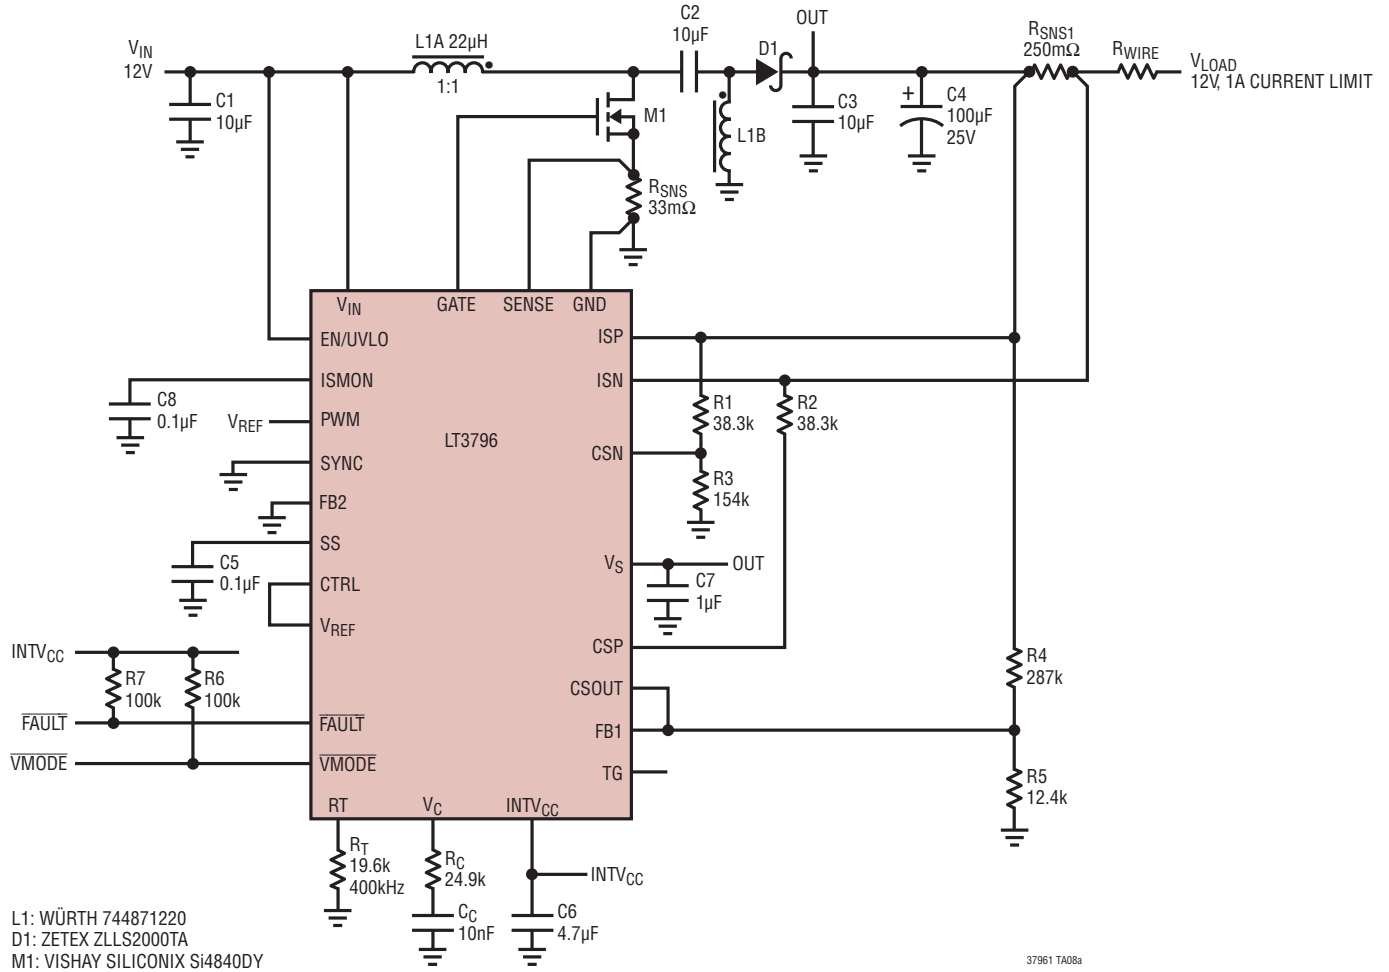 VIN
12V
C1
10µF
L1A 22µH
1:1
C2
10µF
D1
OUT
M1
L1B
C3
10µF
+
C4
100µF
25V
RSNS1
250mΩ
RWIRE
VLOAD
12V, 1A CURRENT LIMIT
RSNS
33mΩ
VIN
GATE
SENSE
GND
EN/UVLO
ISP
ISMON
ISN
C8
0.1µF
VREF
PWM
LT3796
R1
38.3k
R2
38.3k
SYNC
CSN
R3
154k
FB2
SS
C5
0.1µF
VS
OUT
C7
1µF
CTRL
VREF
CSP
INTVCC
R7
100k
R6
100k
CSOUT
R4
287k
FAULT
FAULT
FB1
VMODE
VMODE
TG
R5
12.4k
RT
VC
INTVCC
RT
19.6k
400kHz
RC
24.9k
INTVCC
CC
10nF
C6
4.7µF
L1: WÜRTH 744871220
D1: ZETEX ZLLS2000TA
M1: VISHAY SILICONIX Si4840DY
37961 TA08a